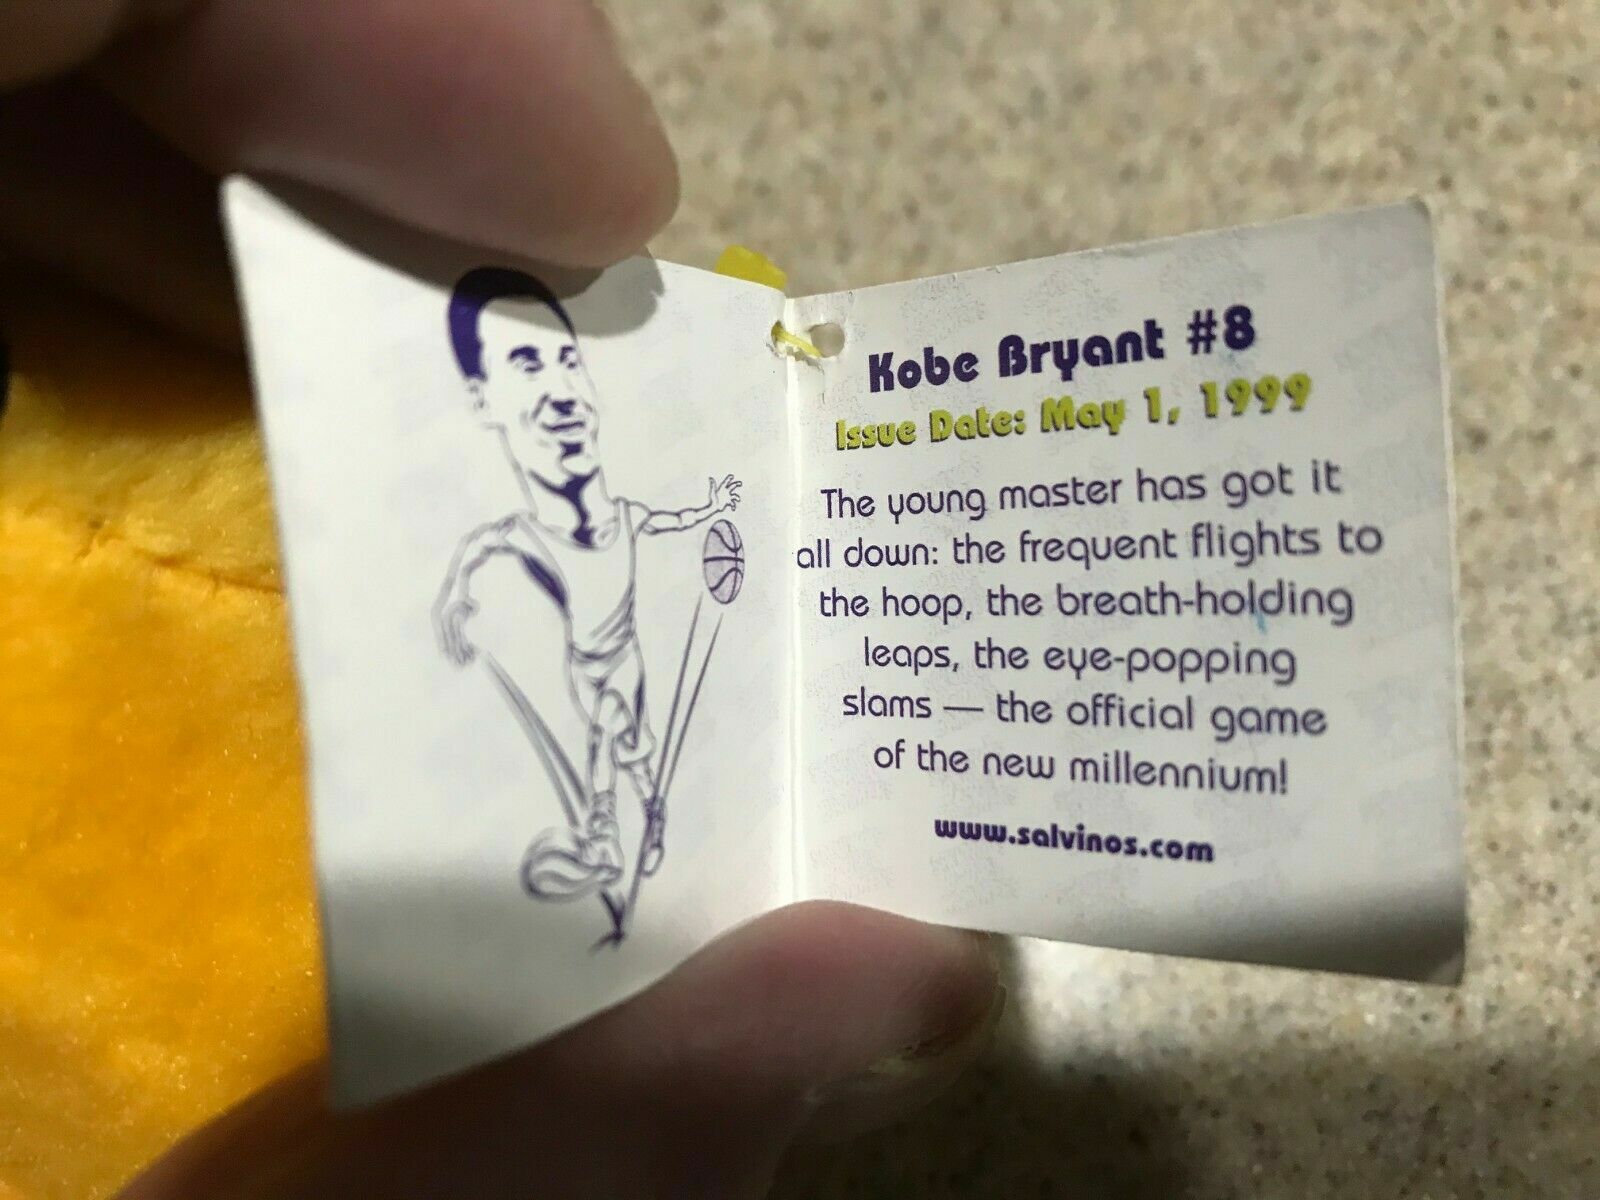 Kobe Bryant #8
Issue Date: May 1, 1999
The young master has got it
all down: the frequent flights to
the hoop, the breath-holding
leaps, the eye-popping
slams — the official game
of the new millennium!
www.salvinos.com